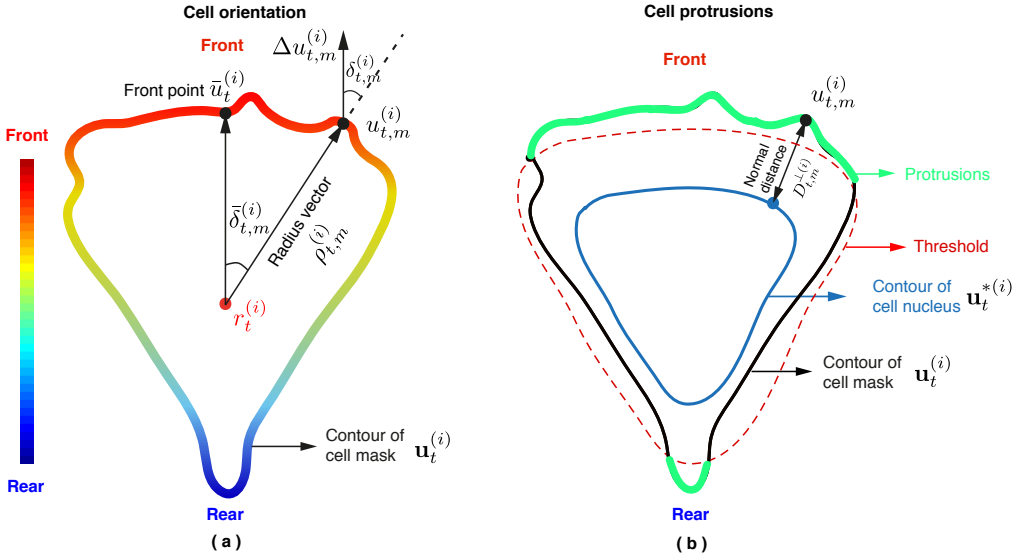 Cell orientation
Front
Δu_{t,m}^{(i)}
δ_{t,m}^{(i)}
Front point ū_t^{(i)}
u_{t,m}^{(i)}
Front
δ̄_{t,m}^{(i)}
Radius vector
ρ_{t,m}^{(i)}
r_t^{(i)}
Contour of
cell mask u_t^{(i)}
Rear
Rear
( a )
Cell protrusions
Front
u_{t,m}^{(i)}
Normal
distance
D_{t,m}^{⊥(i)}
Protrusions
Threshold
Contour of
cell nucleus u_t^{*(i)}
Contour of
cell mask u_t^{(i)}
Rear
( b )